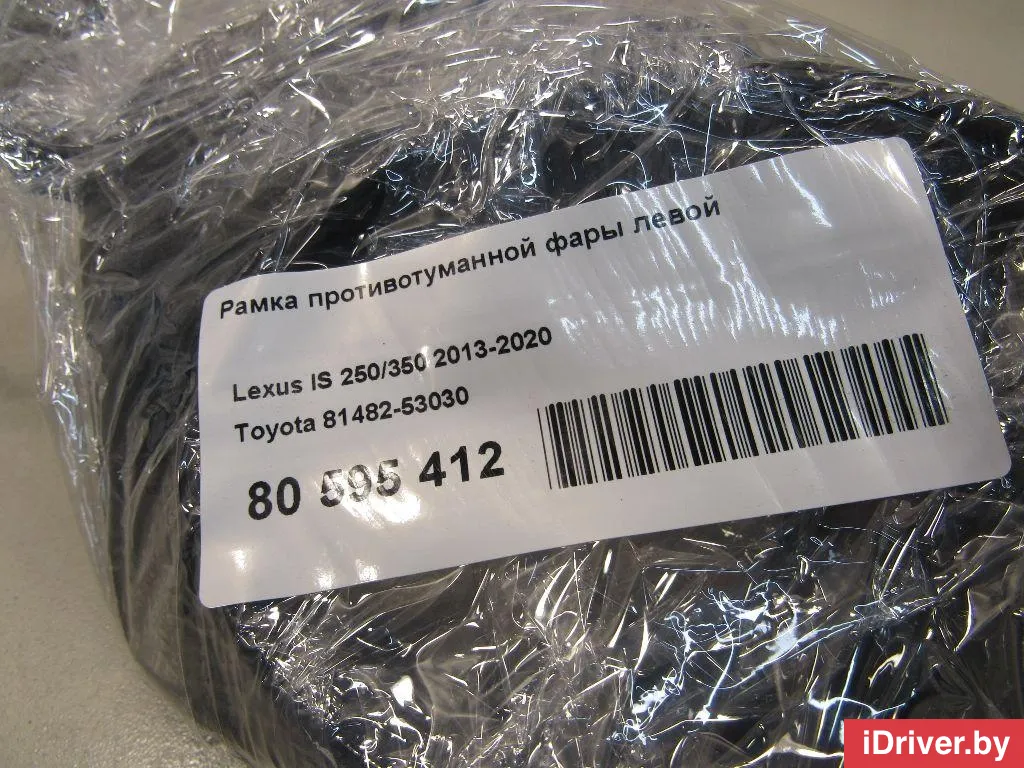 Рамка противотуманной фары левой
Lexus IS 250/350 2013-2020
Toyota 81482-53030
80 595 412
iDriver.by